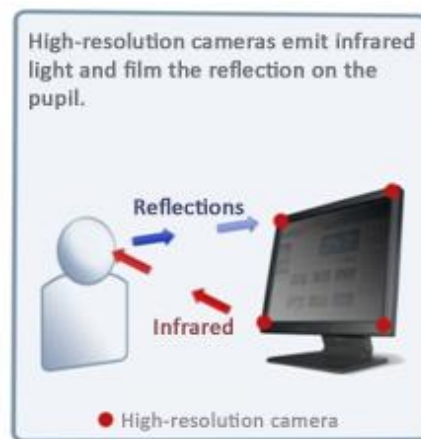 High-resolution cameras emit infrared
light and film the reflection on the
pupil.
Reflections
Infrared
High-resolution camera